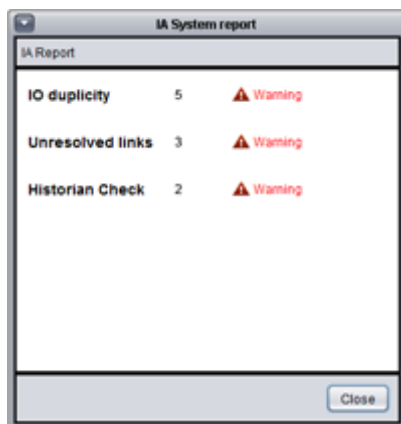 IA System report
IA Report
IO duplicity 5 Warning
Unresolved links 3 Warning
Historian Check 2 Warning
Close